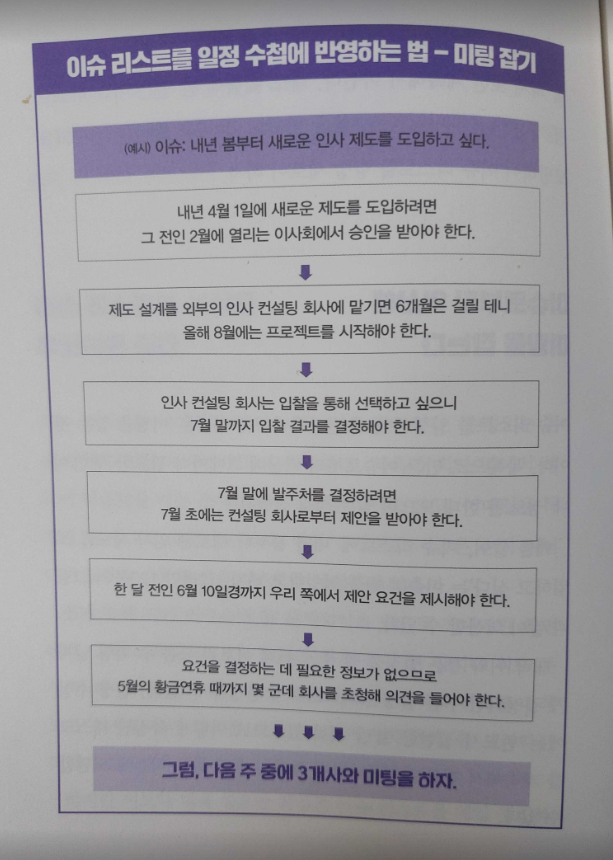 이슈 리스트를 일정 수첩에 반영하는 법 – 미팅 잡기
(예시) 이슈: 내년 봄부터 새로운 인사 제도를 도입하고 싶다.
내년 4월 1일에 새로운 제도를 도입하려면
그 전인 2월에 열리는 이사회에서 승인을 받아야 한다.
제도 설계를 외부의 인사 컨설팅 회사에 맡기면 6개월은 걸릴 테니
올해 8월에는 프로젝트를 시작해야 한다.
인사 컨설팅 회사는 입찰을 통해 선택하고 싶으니
7월 말까지 입찰 결과를 결정해야 한다.
7월 말에 발주처를 결정하려면
7월 초에는 컨설팅 회사로부터 제안을 받아야 한다.
한 달 전인 6월 10일경까지 우리 쪽에서 제안 요건을 제시해야 한다.
요건을 결정하는 데 필요한 정보가 없으므로
5월의 황금연휴 때까지 몇 군데 회사를 초청해 의견을 들어야 한다.
그럼, 다음 주 중에 3개사와 미팅을 하자.